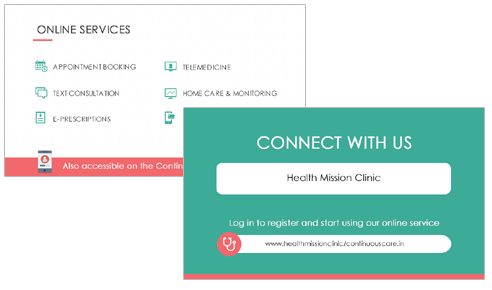 ONLINE SERVICES
APPOINTMENT BOOKING
TELEMEDICINE
TEXT CONSULTATION
HOME CARE & MONITORING
E-PRESCRIPTIONS
Also accessible on the Contin
CONNECT WITH US
Health Mission Clinic
Log in to register and start using our online service
www.healthmissionclinic/continuouscare.in